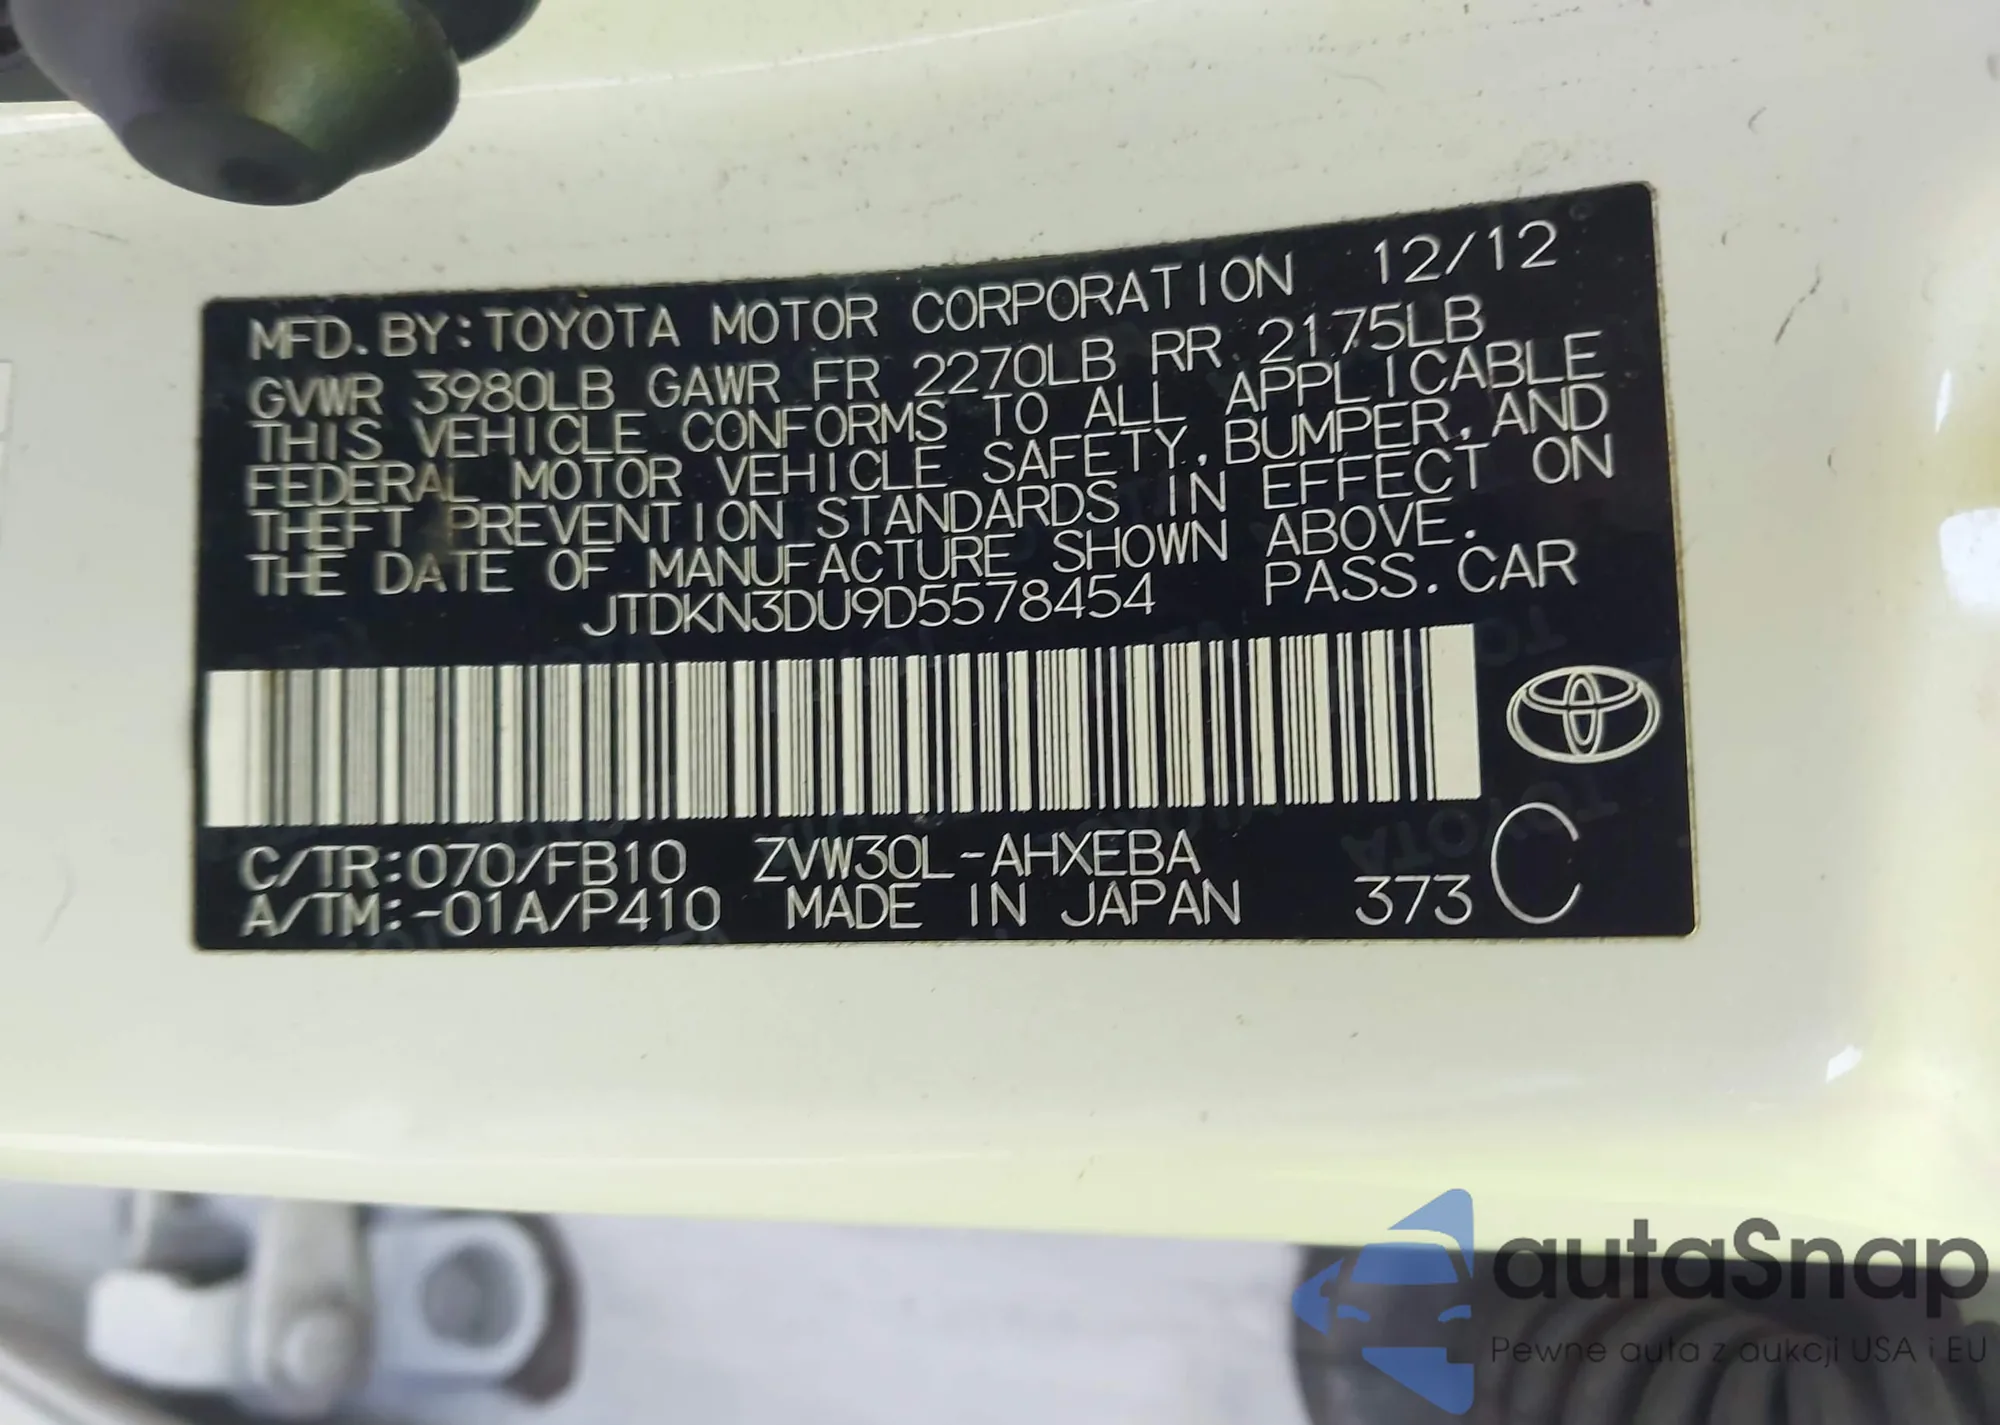 MFD. BY: TOYOTA MOTOR CORPORATION 12/12
GVWR 3980LB GAWR FR 2270LB RR 2175LB
THIS VEHICLE CONFORMS TO ALL APPLICABLE
FEDERAL MOTOR VEHICLE SAFETY, BUMPER, AND
THEFT PREVENTION STANDARDS IN EFFECT ON
THE DATE OF MANUFACTURE SHOWN ABOVE.
JTDKN3DU9D5578454 PASS. CAR
C/TR:070/FB10 ZVW30L-AHXEBA
A/TM:-01A/P410 MADE IN JAPAN 373 C
autaSnap
Pewne auta z aukcji USA i EU